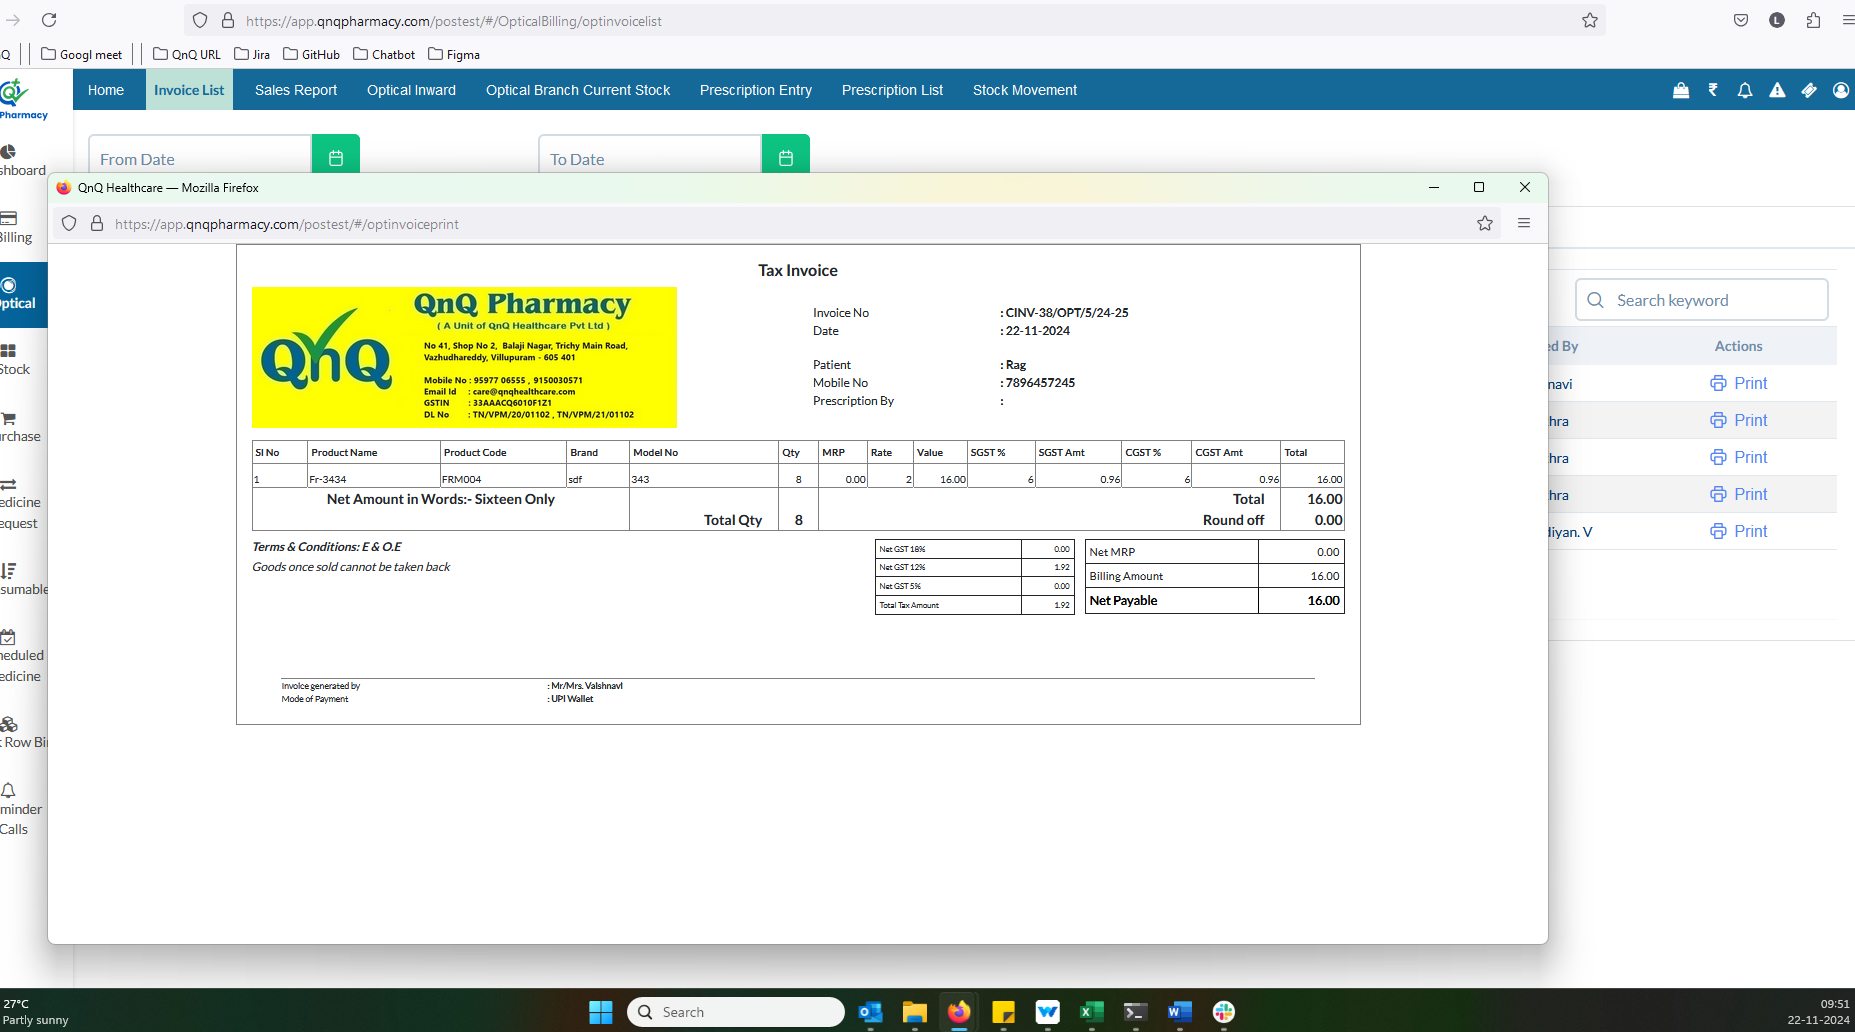 https://app.qnqpharmacy.com/postest/#/OpticalBilling/optinvoicelist
L
Q
Googl meet
QnQ URL
Jira
GitHub
Chatbot
Figma
Pharmacy
Home
Invoice List
Sales Report
Optical Inward
Optical Branch Current Stock
Prescription Entry
Prescription List
Stock Movement
From Date
To Date
shboard
Billing
ptical
Stock
rchase
edicine
equest
sumable
heduled
edicine
Row Bi
minder
Calls
QnQ Healthcare — Mozilla Firefox
https://app.qnqpharmacy.com/postest/#/optinvoiceprint
Tax Invoice
QnQ
QnQ Pharmacy
( A Unit of QnQ Healthcare Pvt Ltd )
No 41, Shop No 2, Balaji Nagar, Trichy Main Road,
Vazhudhareddy, Villupuram - 605 401
Mobile No : 95977 06555 , 9150030571
Email Id : care@qnqhealthcare.com
GSTIN : 33AAACQ6010F1Z1
DL No : TN/VPM/20/01102 , TN/VPM/21/01102
Invoice No : CINV-38/OPT/5/24-25
Date : 22-11-2024
Patient : Rag
Mobile No : 7896457245
Prescription By :
Sl No Product Name Product Code Brand Model No Qty MRP Rate Value SGST % SGST Amt CGST % CGST Amt Total
1 Fr-3434 FRM004 sdf 343 8 0.00 2 16.00 6 0.96 6 0.96 16.00
Net Amount in Words:- Sixteen Only
Total 16.00
Total Qty 8
Round off 0.00
Terms & Conditions: E & O.E
Goods once sold cannot be taken back
Net GST 18% 0.00
Net GST 12% 1.92
Net GST 5% 0.00
Total Tax Amount 1.92
Net MRP 0.00
Billing Amount 16.00
Net Payable 16.00
Invoice generated by : Mr/Mrs. Vaishnavi
Mode of Payment : UPI Wallet
Search keyword
ed By Actions
navi Print
hra Print
hra Print
hra Print
diyan. V Print
27°C
Partly sunny
Search
09:51
22-11-2024